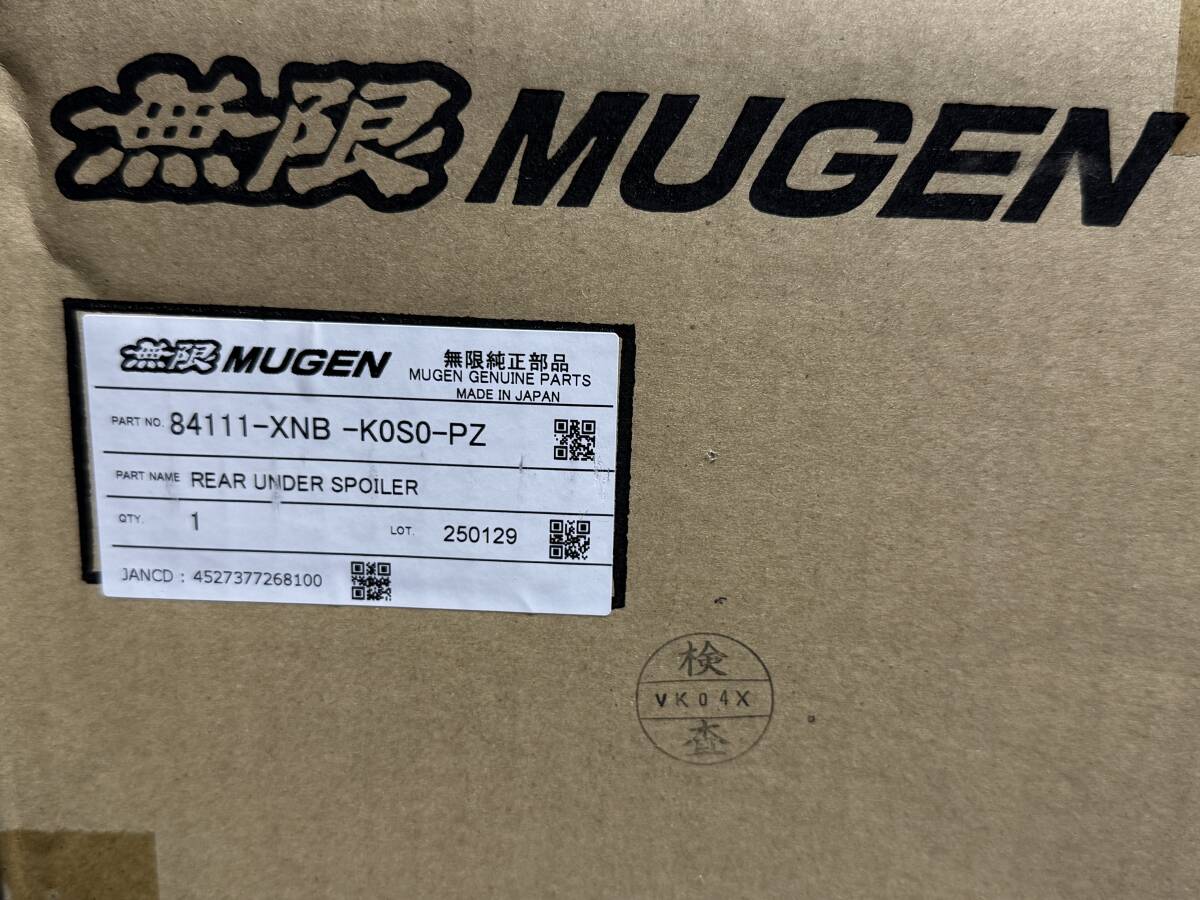 無限 MUGEN
無限 MUGEN
無限純正部品
MUGEN GENUINE PARTS
MADE IN JAPAN
PART NO. 84111-XNB -K0S0-PZ
PART NAME REAR UNDER SPOILER
QTY. 1 LOT. 250129
JANCD : 4527377268100
検
VK04X
査